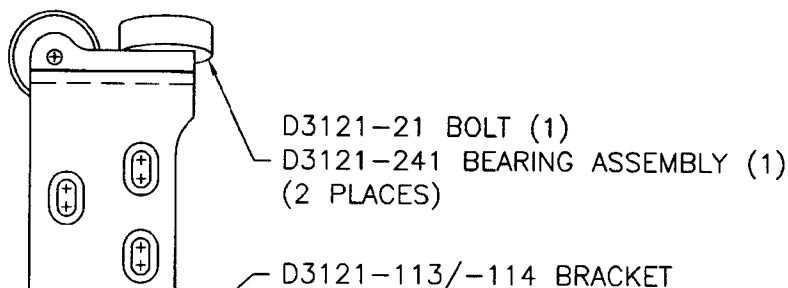 D3121-21 BOLT (1)
D3121-241 BEARING ASSEMBLY (1)
(2 PLACES)
D3121-113/-114 BRACKET